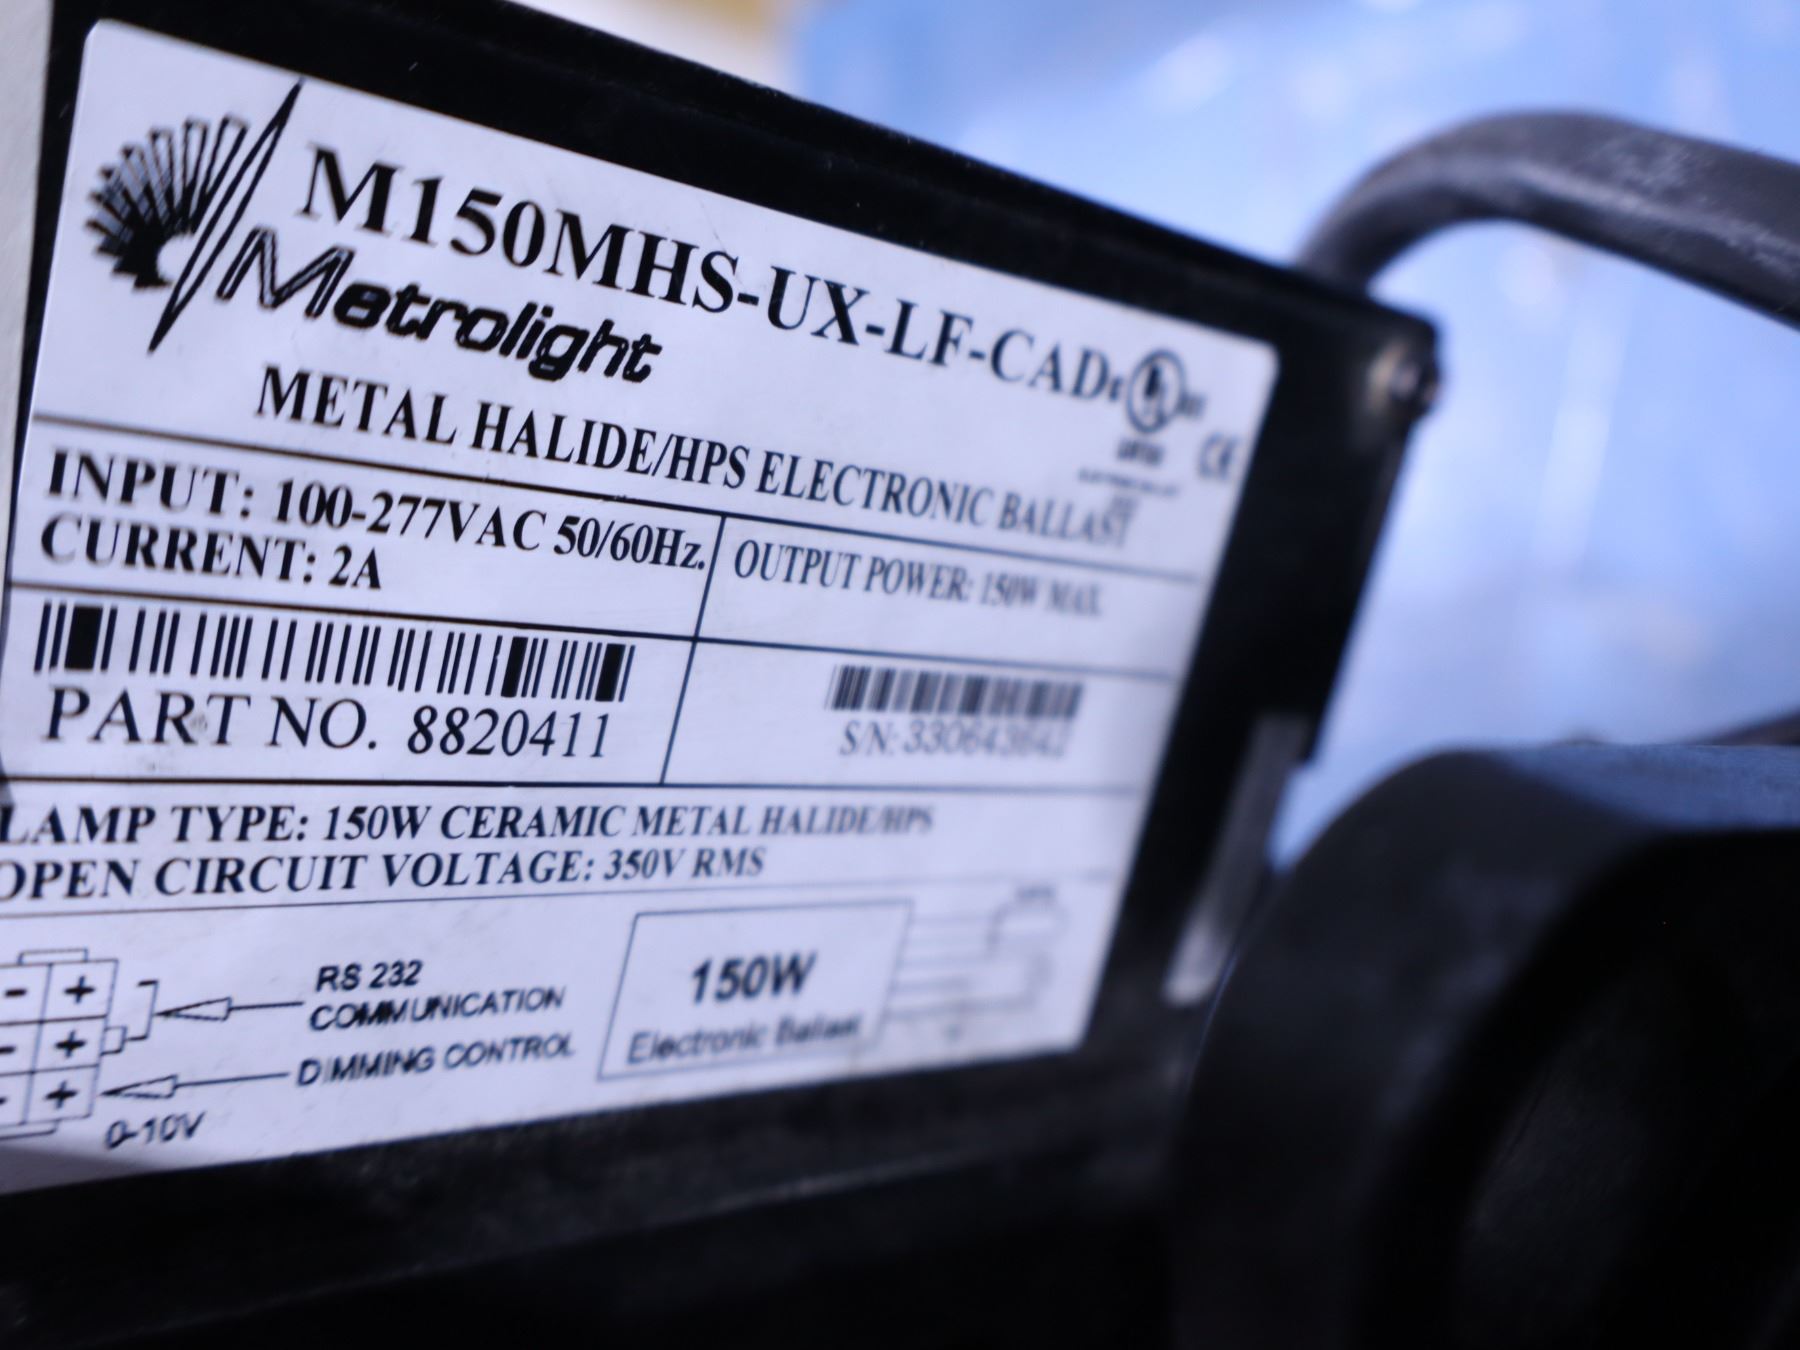 M150MHS-UX-LF-CAD
Metrolight
METAL HALIDE/HPS ELECTRONIC BALLAST
CE
INPUT: 100-277VAC 50/60Hz.
CURRENT: 2A
OUTPUT POWER: 150W MAX.
PART NO. 8820411
S/N:
LAMP TYPE: 150W CERAMIC METAL HALIDE/HPS
OPEN CIRCUIT VOLTAGE: 350V RMS
- +
RS 232
COMMUNICATION
- +
DIMMING CONTROL
- +
0-10V
150W
Electronic Ballast